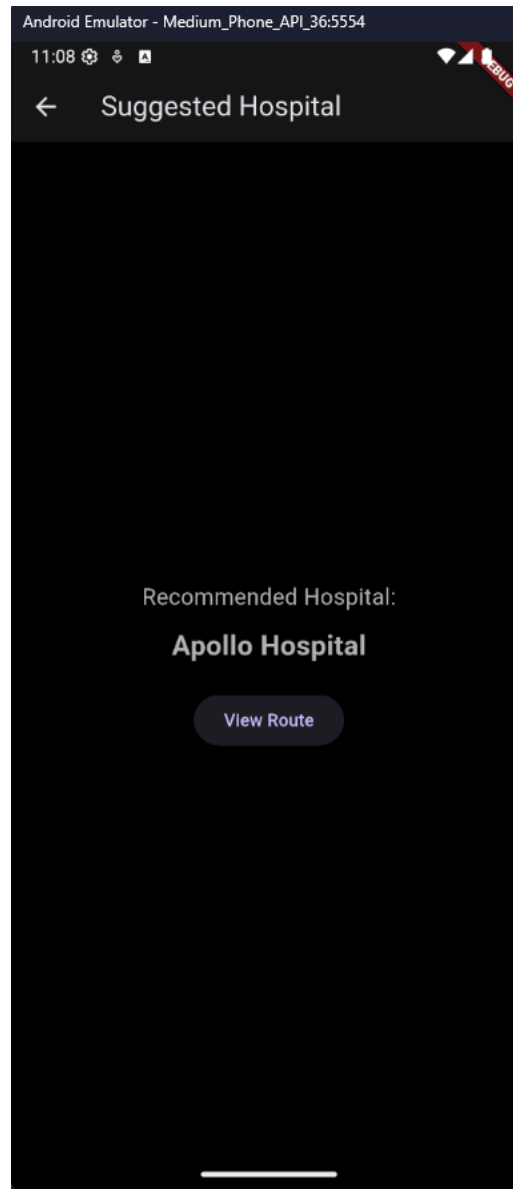 Android Emulator - Medium_Phone_API_36:5554
11:08
A
DEBUG
Suggested Hospital
Recommended Hospital:
Apollo Hospital
View Route